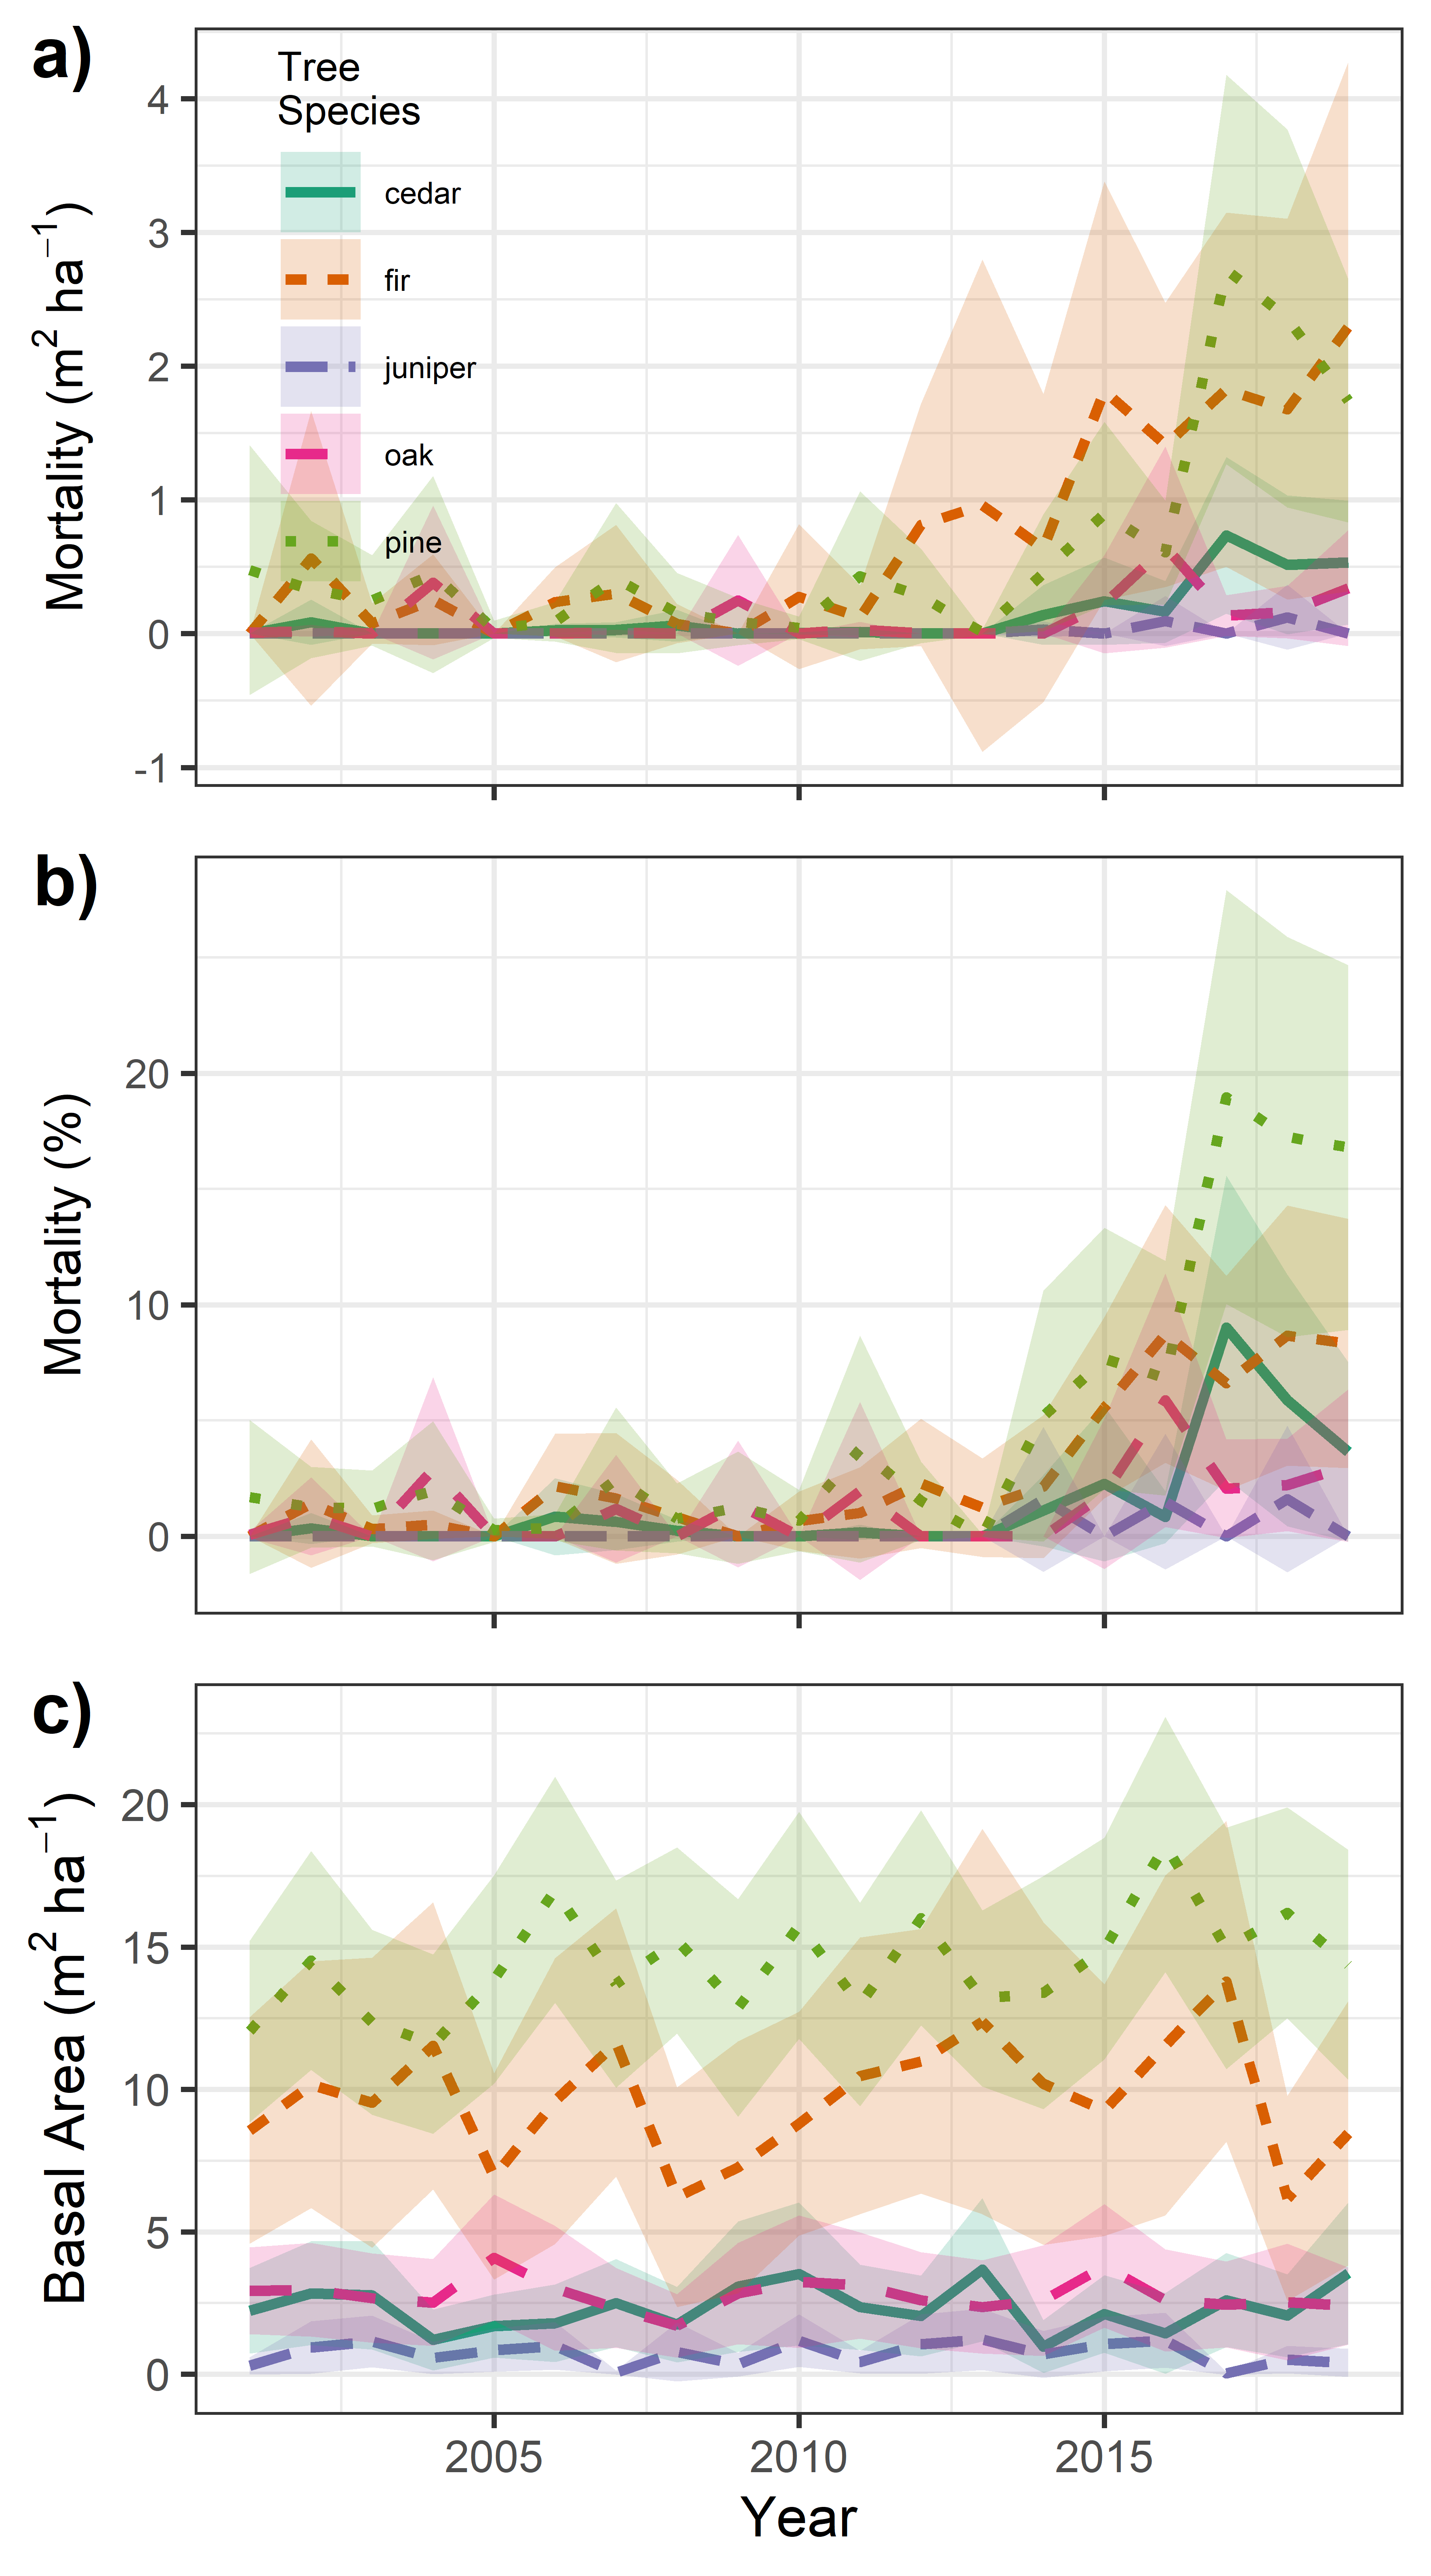 a)
Tree
Species
cedar
fir
juniper
oak
pine
Mortality (m² ha⁻¹)
4
3
2
1
0
-1
b)
Mortality (%)
20
10
0
c)
Basal Area (m² ha⁻¹)
20
15
10
5
0
2005 2010 2015
Year